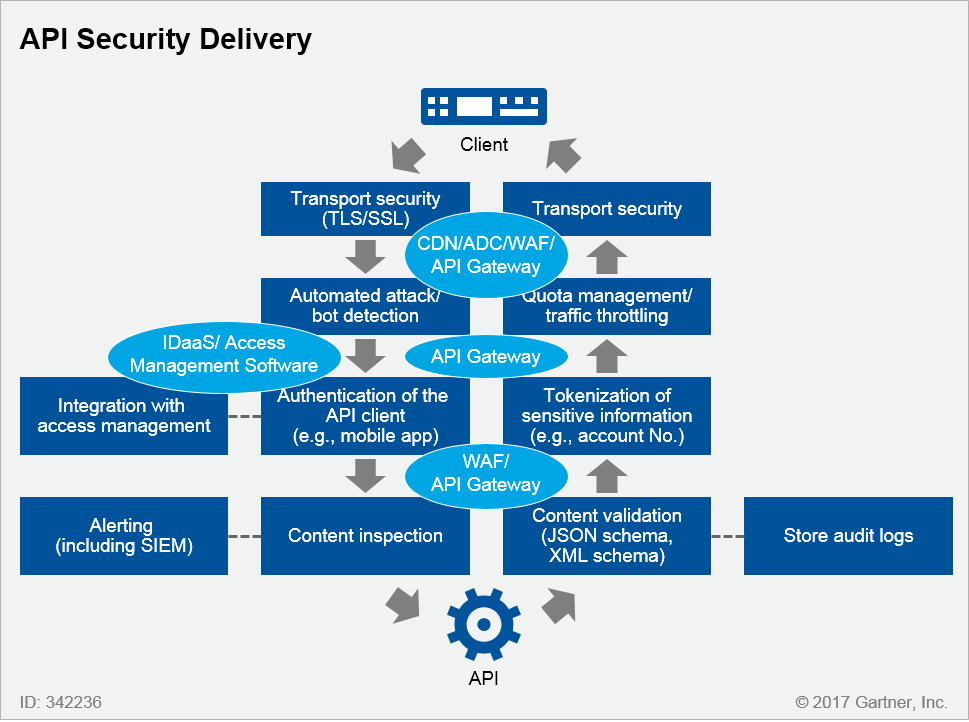 API Security Delivery
Client
Transport security
(TLS/SSL)
Transport security
CDN/ADC/WAF/
API Gateway
Automated attack/
bot detection
Quota management/
traffic throttling
IDaaS/ Access
Management Software
API Gateway
Integration with
access management
Authentication of the
API client
(e.g., mobile app)
Tokenization of
sensitive information
(e.g., account No.)
WAF/
API Gateway
Alerting
(including SIEM)
Content inspection
Content validation
(JSON schema,
XML schema)
Store audit logs
API
ID: 342236
© 2017 Gartner, Inc.